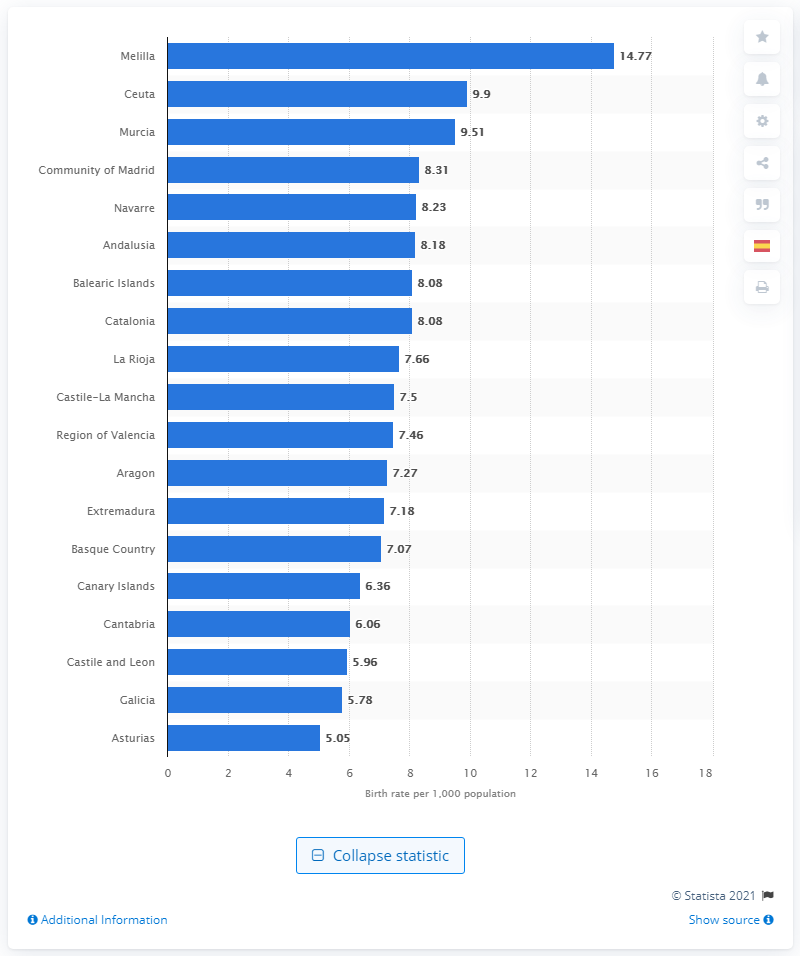 Melilla 14.77
Ceuta 9.9
Murcia 9.51
Community of Madrid 8.31
Navarre 8.23
Andalusia 8.18
Balearic Islands 8.08
Catalonia 8.08
La Rioja 7.66
Castile-La Mancha 7.5
Region of Valencia 7.46
Aragon 7.27
Extremadura 7.18
Basque Country 7.07
Canary Islands 6.36
Cantabria 6.06
Castile and Leon 5.96
Galicia 5.78
Asturias 5.05
0 2 4 6 8 10 12 14 16 18
Birth rate per 1,000 population
Collapse statistic
© Statista 2021
Additional Information Show source